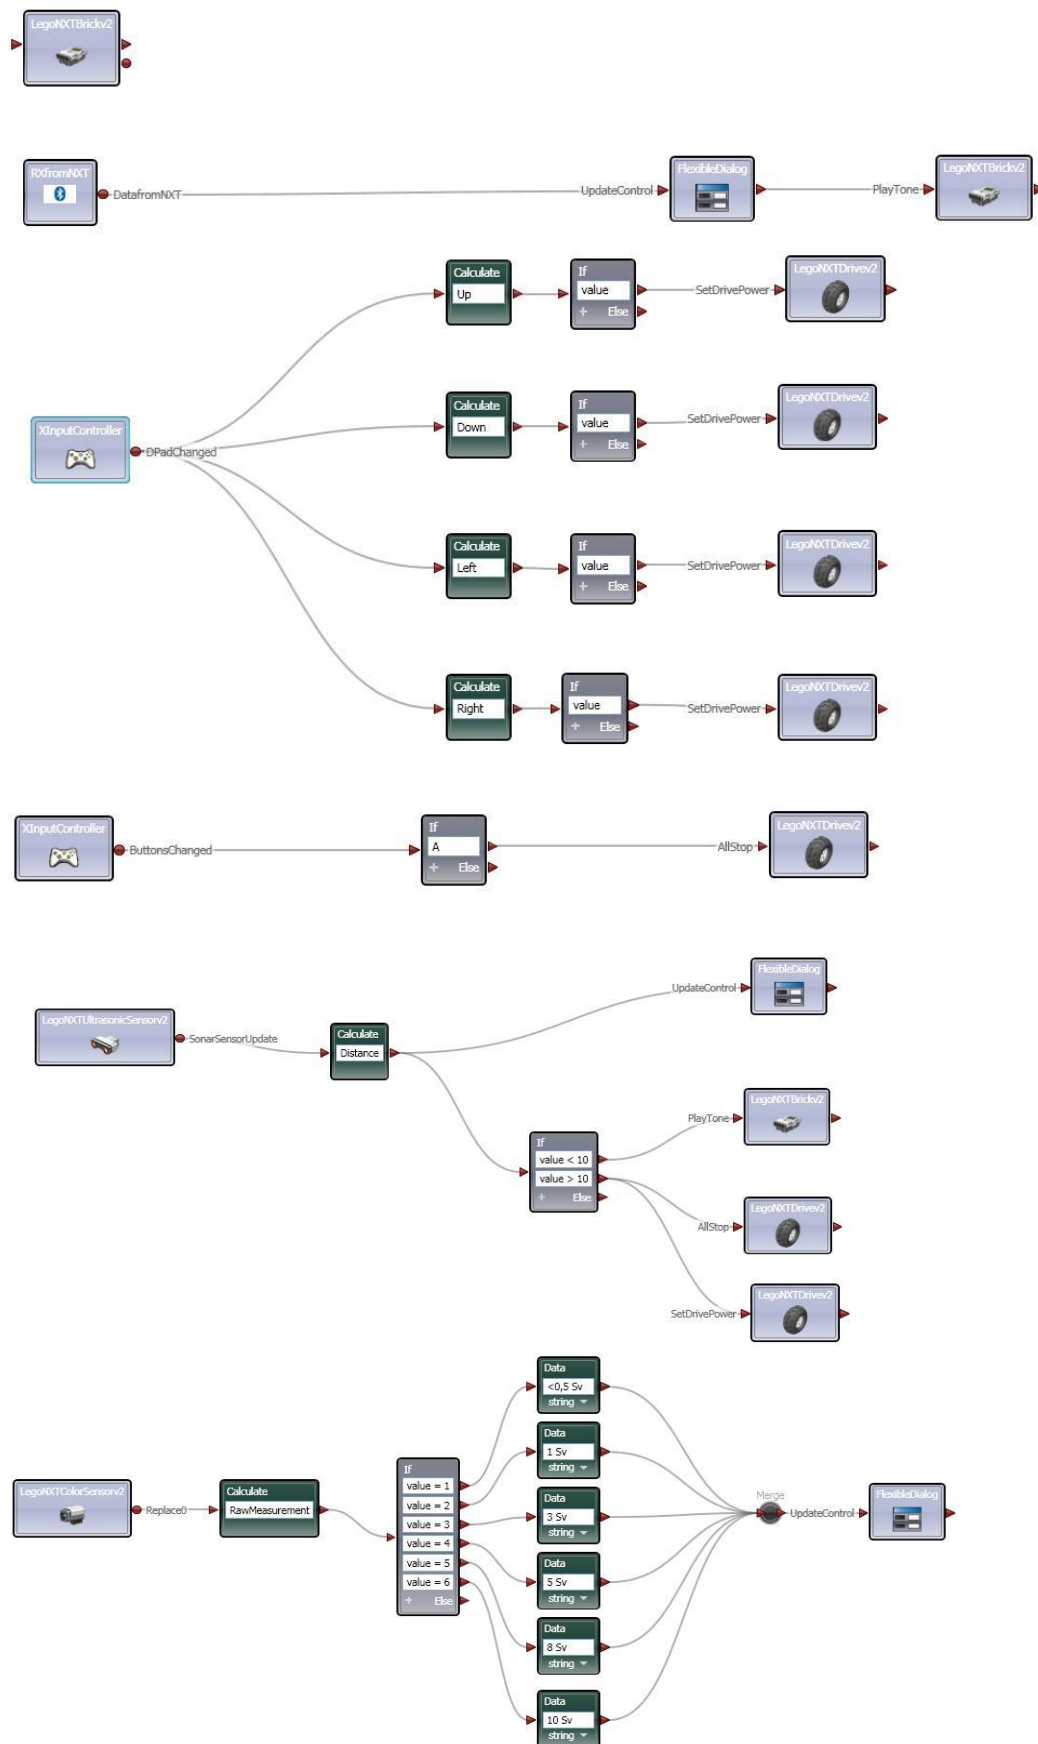 LegoNXTBrickv2
RXfromNXT
DatafromNXT
UpdateControl
FlexibleDialog
PlayTone
LegoNXTBrickv2
Calculate
Up
If
value
+ Else
SetDrivePower
LegoNXTDrivev2
Calculate
Down
If
value
+ Else
SetDrivePower
LegoNXTDrivev2
XInputController
DPadChanged
Calculate
Left
If
value
+ Else
SetDrivePower
LegoNXTDrivev2
Calculate
Right
If
value
+ Else
SetDrivePower
LegoNXTDrivev2
XInputController
ButtonsChanged
If
A
+ Else
AllStop
LegoNXTDrivev2
LegoNXTUltrasonicSensorv2
SonarSensorUpdate
Calculate
Distance
UpdateControl
FlexibleDialog
If
value < 10
value > 10
+ Else
PlayTone
LegoNXTBrickv2
AllStop
LegoNXTDrivev2
SetDrivePower
LegoNXTDrivev2
LegoNXTColorSensorv2
Replace0
Calculate
RawMeasurement
If
value = 1
value = 2
value = 3
value = 4
value = 5
value = 6
+ Else
Data
<0,5 Sv
string
Data
1 Sv
string
Data
3 Sv
string
Data
5 Sv
string
Data
8 Sv
string
Data
10 Sv
string
Merge
UpdateControl
FlexibleDialog